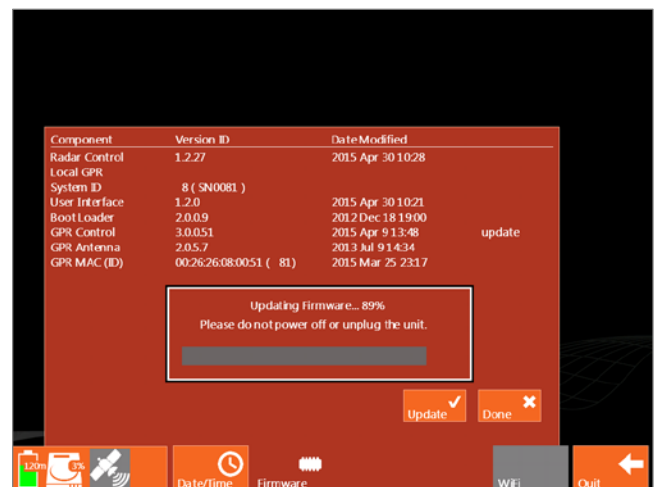 Component Version ID Date Modified
Radar Control 1.2.27 2015 Apr 30 10:28
Local GPR
System ID 8 ( SN0081 )
User Interface 1.2.0 2015 Apr 30 10:21
Boot Loader 2.0.0.9 2012 Dec 18 19:00
GPR Control 3.0.0.51 2015 Apr 9 13:48 update
GPR Antenna 2.0.5.7 2013 Jul 9 14:34
GPR MAC (ID) 00:26:26:08:00:51 ( 81) 2015 Mar 25 23:17
Updating Firmware... 89%
Please do not power off or unplug the unit.
Update Done
120m 3%
Date/Time Firmware WiFi Quit